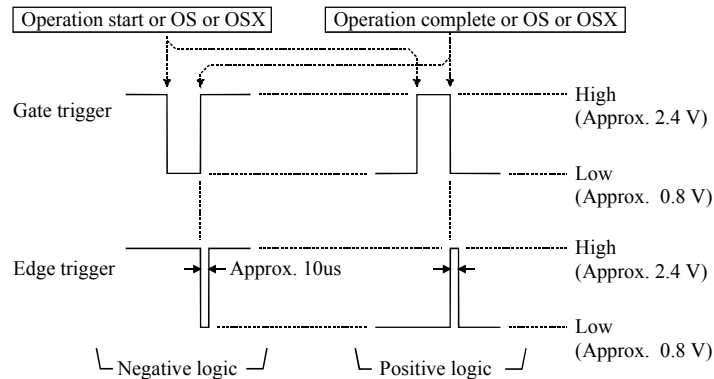 Operation start or OS or OSX
Operation complete or OS or OSX
Gate trigger
High
(Approx. 2.4 V)
Low
(Approx.  0.8 V)
Edge trigger
Approx. 10us
High
(Approx. 2.4 V)
Low
(Approx.  0.8 V)
Negative logic
Positive logic